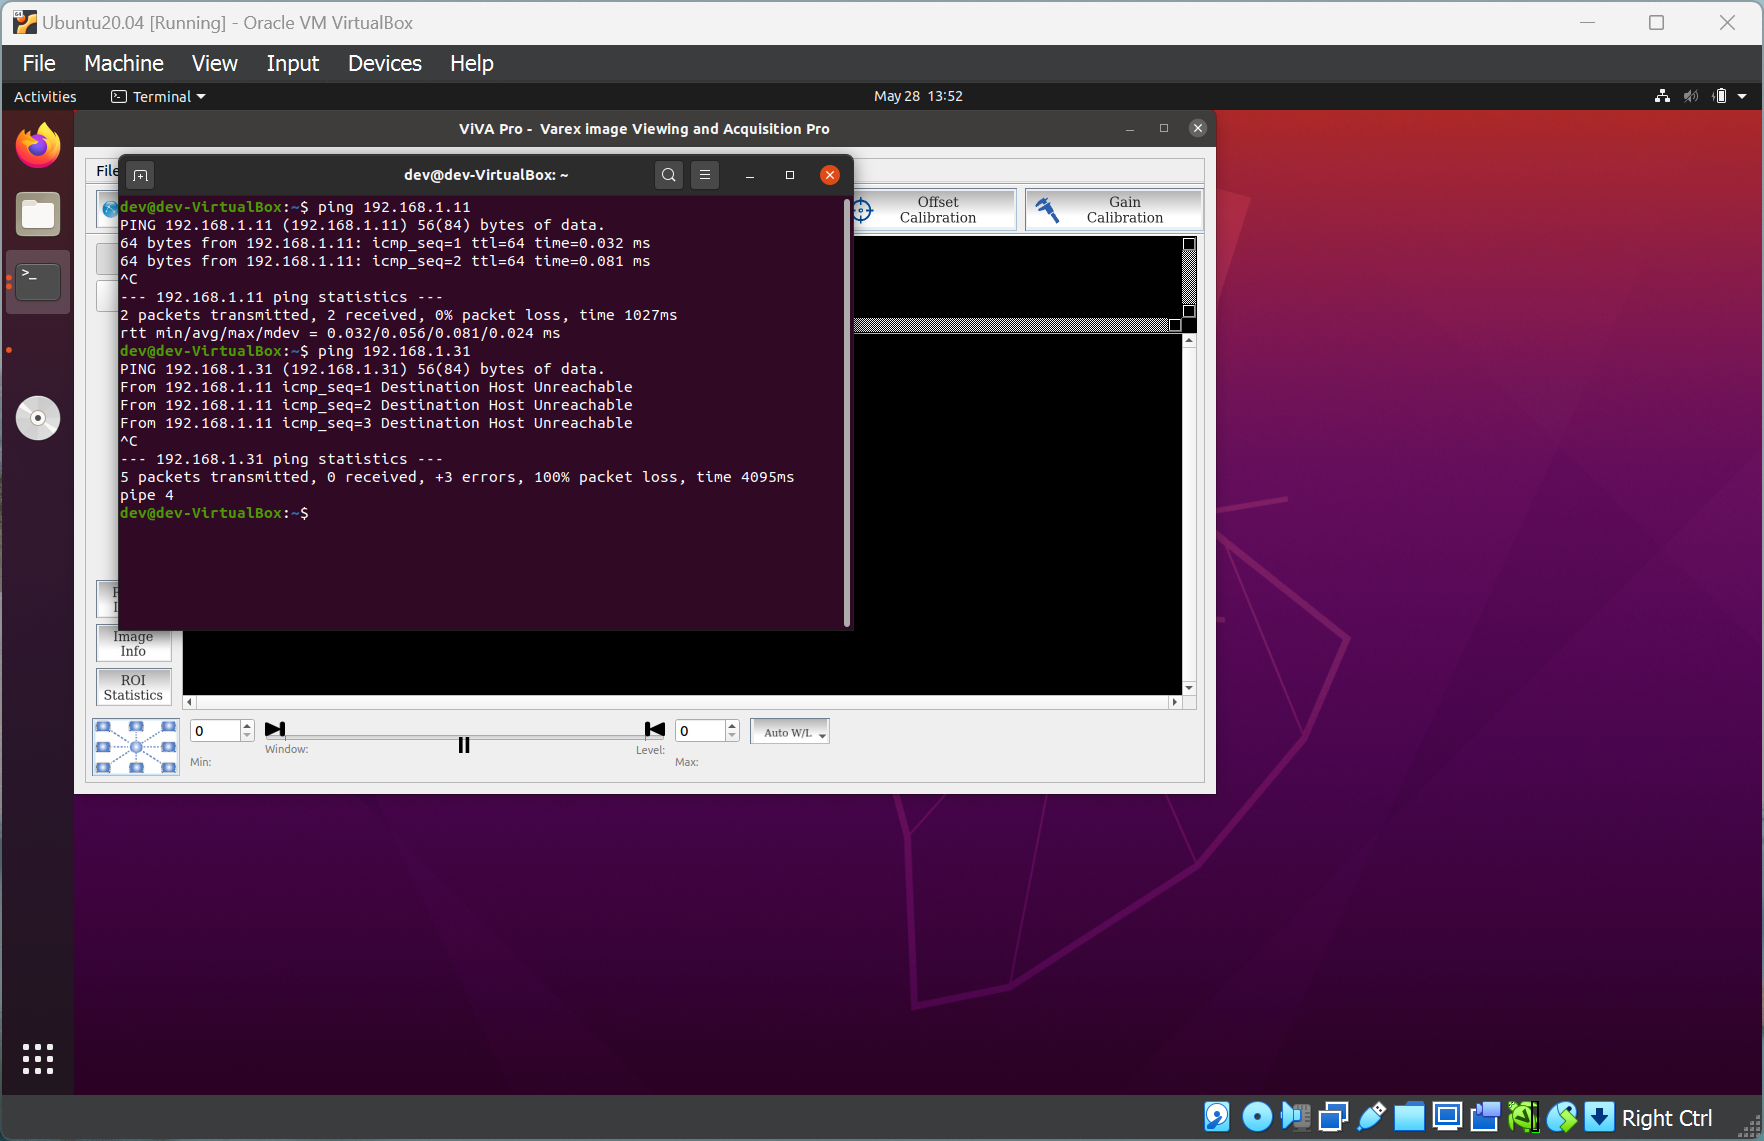 Ubuntu20.04 [Running] - Oracle VM VirtualBox
File Machine View Input Devices Help
Activities Terminal May 28 13:52
ViVA Pro - Varex image Viewing and Acquisition Pro
File
dev@dev-VirtualBox: ~
Offset
Calibration
Gain
Calibration
dev@dev-VirtualBox:~$ ping 192.168.1.11
PING 192.168.1.11 (192.168.1.11) 56(84) bytes of data.
64 bytes from 192.168.1.11: icmp_seq=1 ttl=64 time=0.032 ms
64 bytes from 192.168.1.11: icmp_seq=2 ttl=64 time=0.081 ms
^C
--- 192.168.1.11 ping statistics ---
2 packets transmitted, 2 received, 0% packet loss, time 1027ms
rtt min/avg/max/mdev = 0.032/0.056/0.081/0.024 ms
dev@dev-VirtualBox:~$ ping 192.168.1.31
PING 192.168.1.31 (192.168.1.31) 56(84) bytes of data.
From 192.168.1.11 icmp_seq=1 Destination Host Unreachable
From 192.168.1.11 icmp_seq=2 Destination Host Unreachable
From 192.168.1.11 icmp_seq=3 Destination Host Unreachable
^C
--- 192.168.1.31 ping statistics ---
5 packets transmitted, 0 received, +3 errors, 100% packet loss, time 4095ms
pipe 4
dev@dev-VirtualBox:~$
Image
Info
ROI
Statistics
0
Window:
Level:
0
Auto W/L
Min:
Max:
Right Ctrl